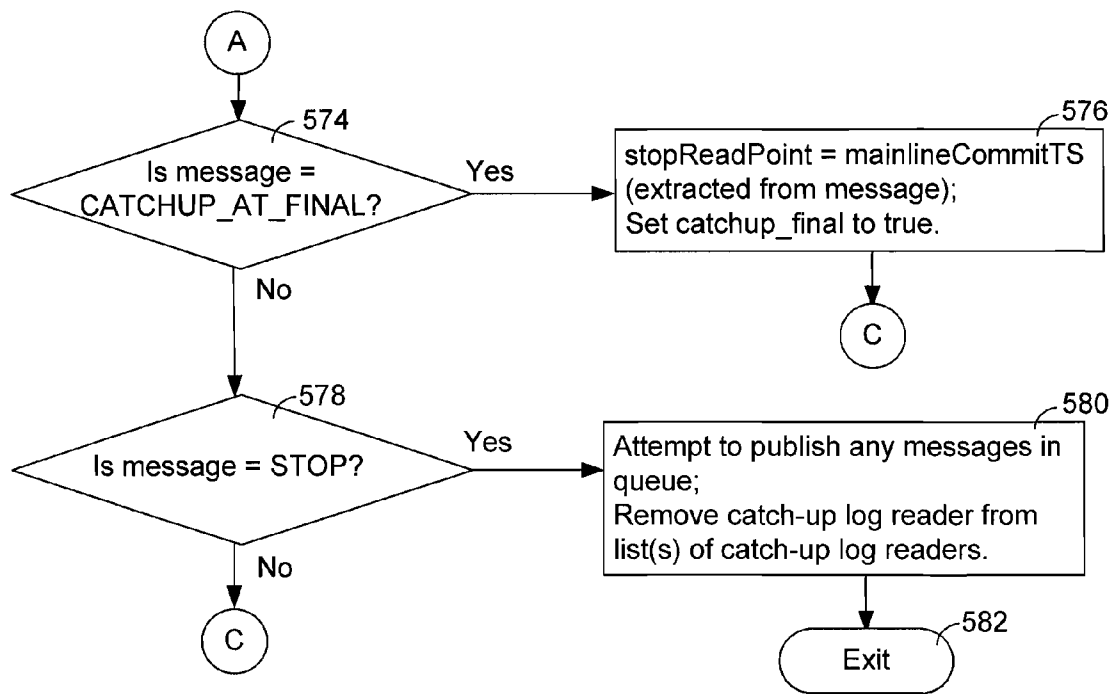 A
574
Is message =
CATCHUP_AT_FINAL?
Yes
576
stopReadPoint = mainlineCommitTS
(extracted from message);
Set catchup_final to true.
No
C
578
Is message = STOP?
Yes
580
Attempt to publish any messages in
queue;
Remove catch-up log reader from
list(s) of catch-up log readers.
No
C
582
Exit